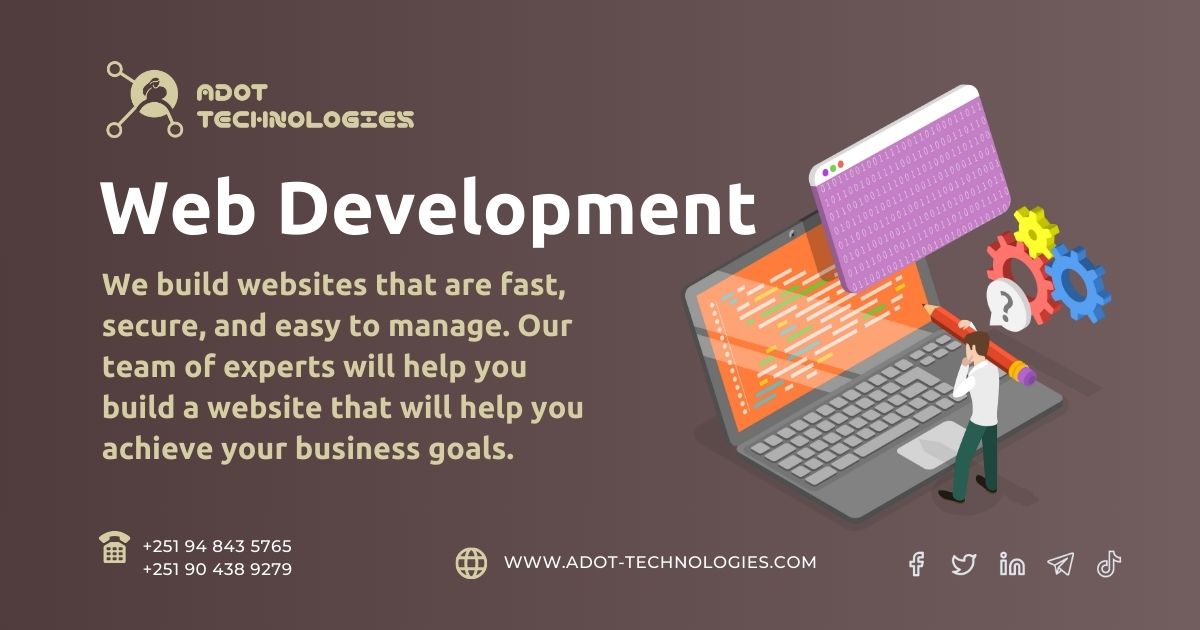 ADOT
TECHNOLOGIES
Web Development
We build websites that are fast,
secure, and easy to manage. Our
team of experts will help you
build a website that will help you
achieve your business goals.
?
+251 94 843 5765
+251 90 438 9279
WWW.ADOT-TECHNOLOGIES.COM